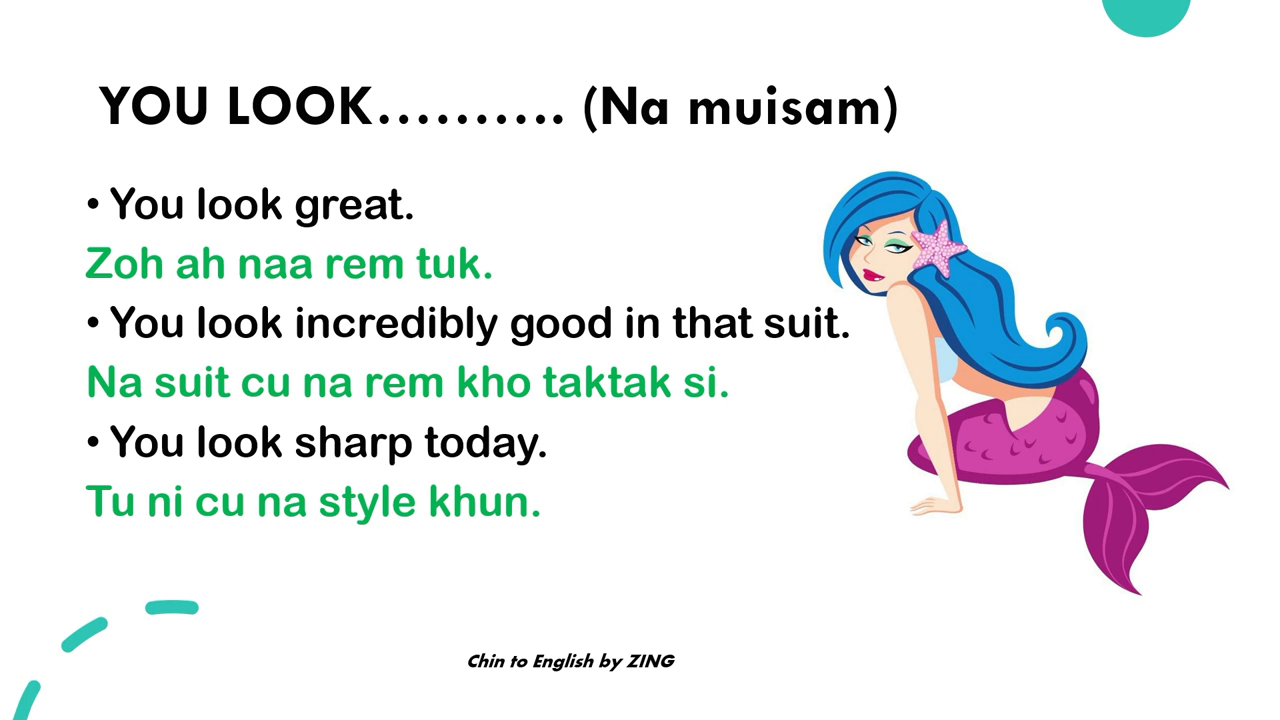 YOU LOOK………. (Na muisam)
• You look great.
Zoh ah naa rem tuk.
• You look incredibly good in that suit.
Na suit cu na rem kho taktak si.
• You look sharp today.
Tu ni cu na style khun.
Chin to English by ZING